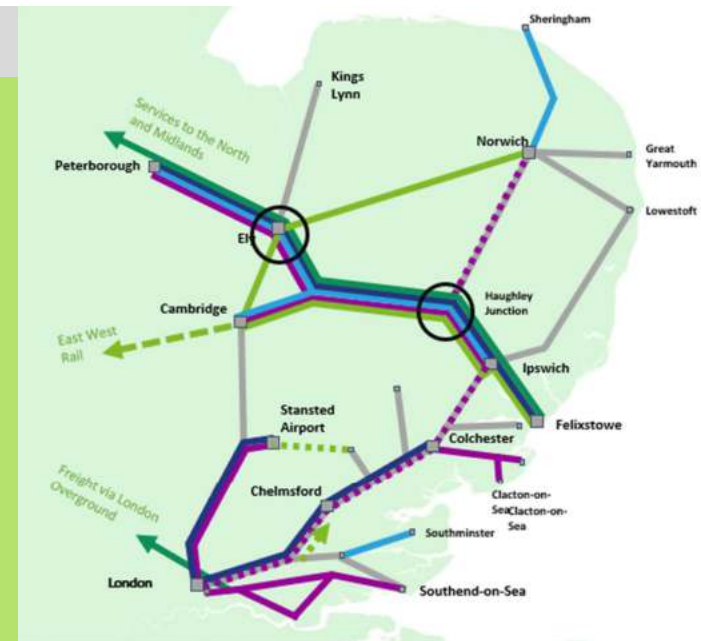 Sheringham
Kings
Lynn
Services to the North
and Midlands
Norwich
Great
Yarmouth
Peterborough
Lowestoft
Ely
Haughley
Junction
Cambridge
East West
Rail
Ipswich
Stansted
Airport
Felixstowe
Colchester
Freight via London
Overground
Chelmsford
Clacton-on-
Sea
Clacton-on-
Sea
Southminster
London
Southend-on-Sea